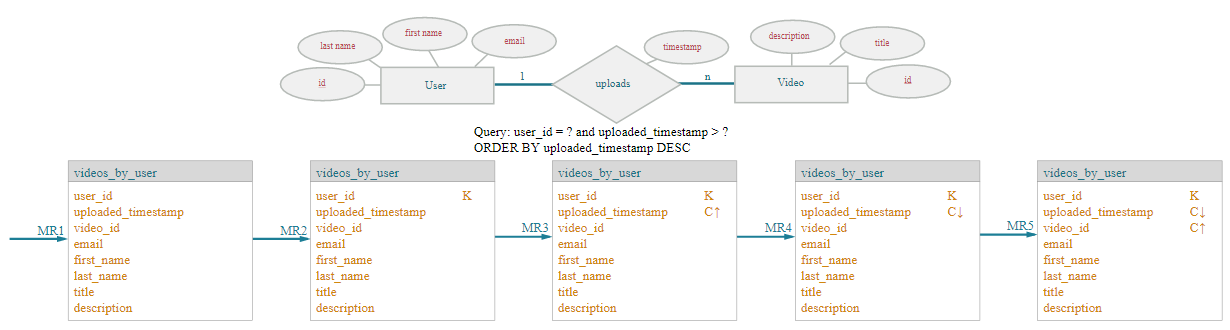 first name
description
last name
email
timestamp
title
id
User
1
uploads
n
Video
id
Query: user_id = ? and uploaded_timestamp > ?
ORDER BY uploaded_timestamp DESC
MR1
videos_by_user
user_id
uploaded_timestamp
video_id
email
first_name
last_name
title
description
MR2
videos_by_user
user_id K
uploaded_timestamp
video_id
email
first_name
last_name
title
description
MR3
videos_by_user
user_id K
uploaded_timestamp C↑
video_id
email
first_name
last_name
title
description
MR4
videos_by_user
user_id K
uploaded_timestamp C↓
video_id
email
first_name
last_name
title
description
MR5
videos_by_user
user_id K
uploaded_timestamp C↓
video_id C↑
email
first_name
last_name
title
description